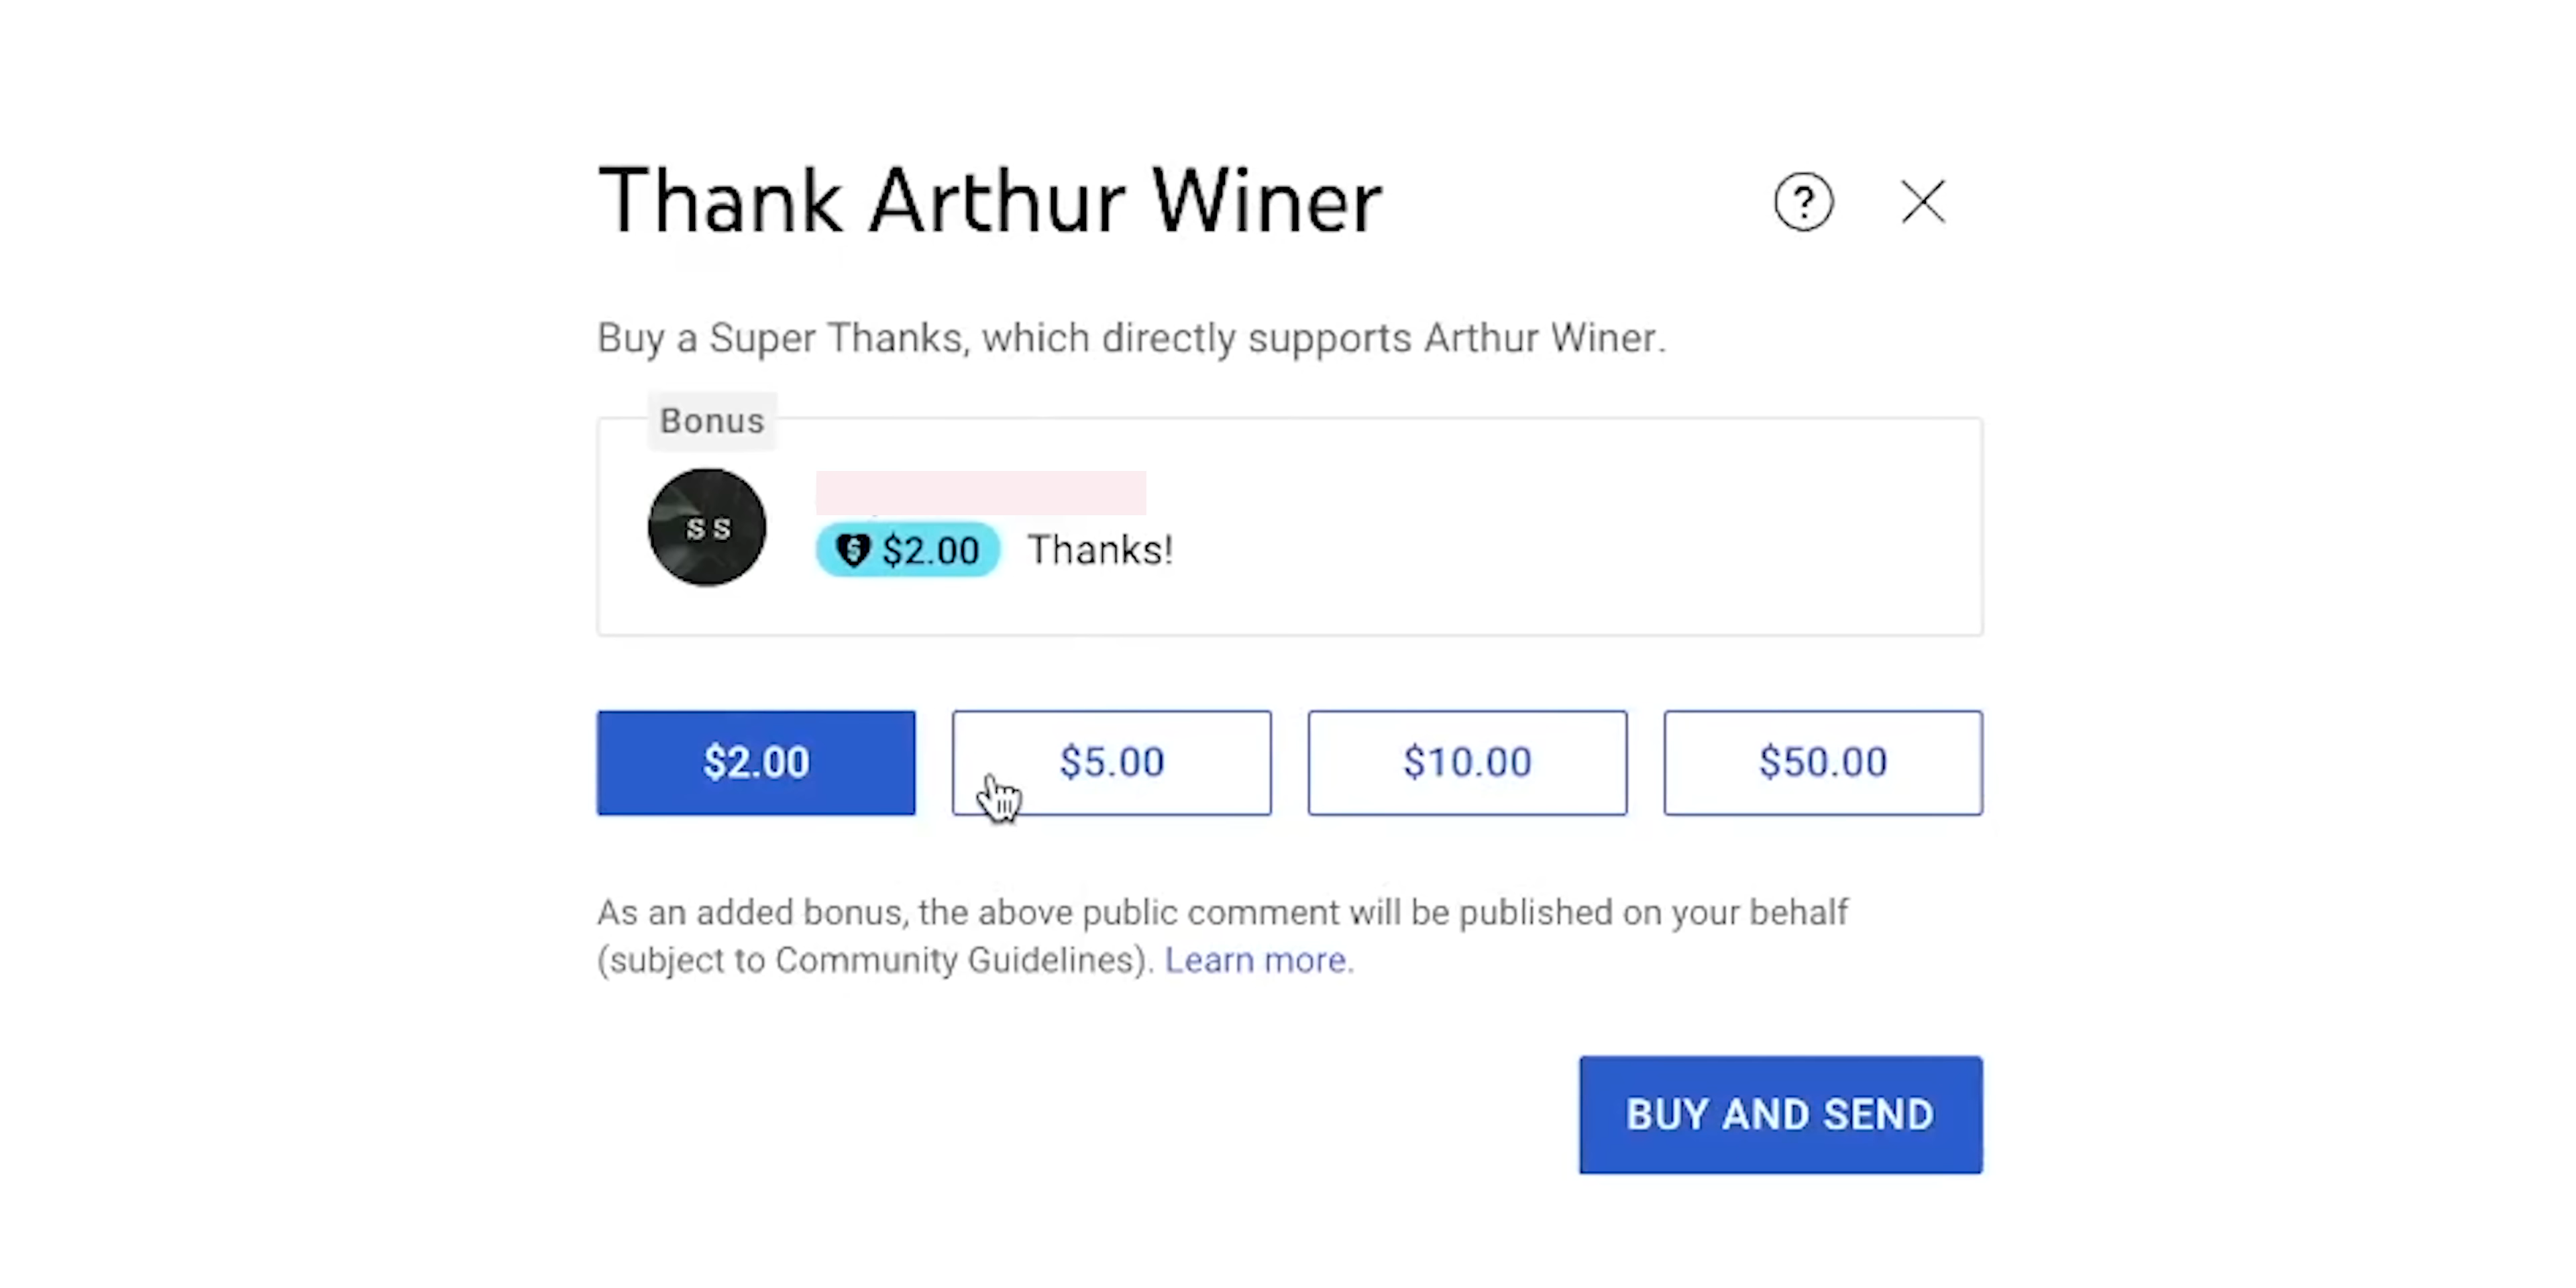 Thank Arthur Winer
?
Buy a Super Thanks, which directly supports Arthur Winer.
Bonus
S S
$ $2.00 Thanks!
$2.00 $5.00 $10.00 $50.00
As an added bonus, the above public comment will be published on your behalf
(subject to Community Guidelines). Learn more.
BUY AND SEND